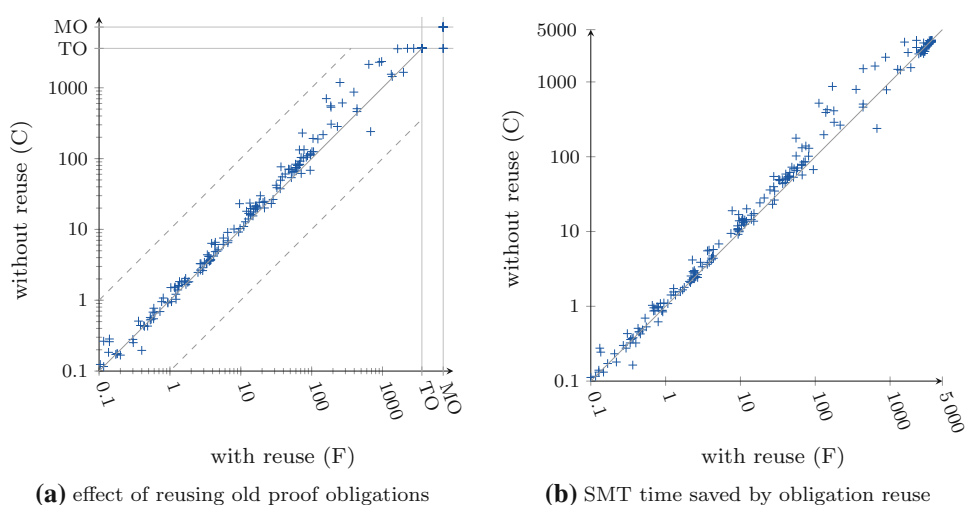 MO
TO
1000
100
10
1
0.1
without reuse (C)
0.1
1
10
100
1000
TO
MO
with reuse (F)
(a) effect of reusing old proof obligations
5000
1000
100
10
1
0.1
without reuse (C)
0.1
1
10
100
1000
5 000
with reuse (F)
(b) SMT time saved by obligation reuse